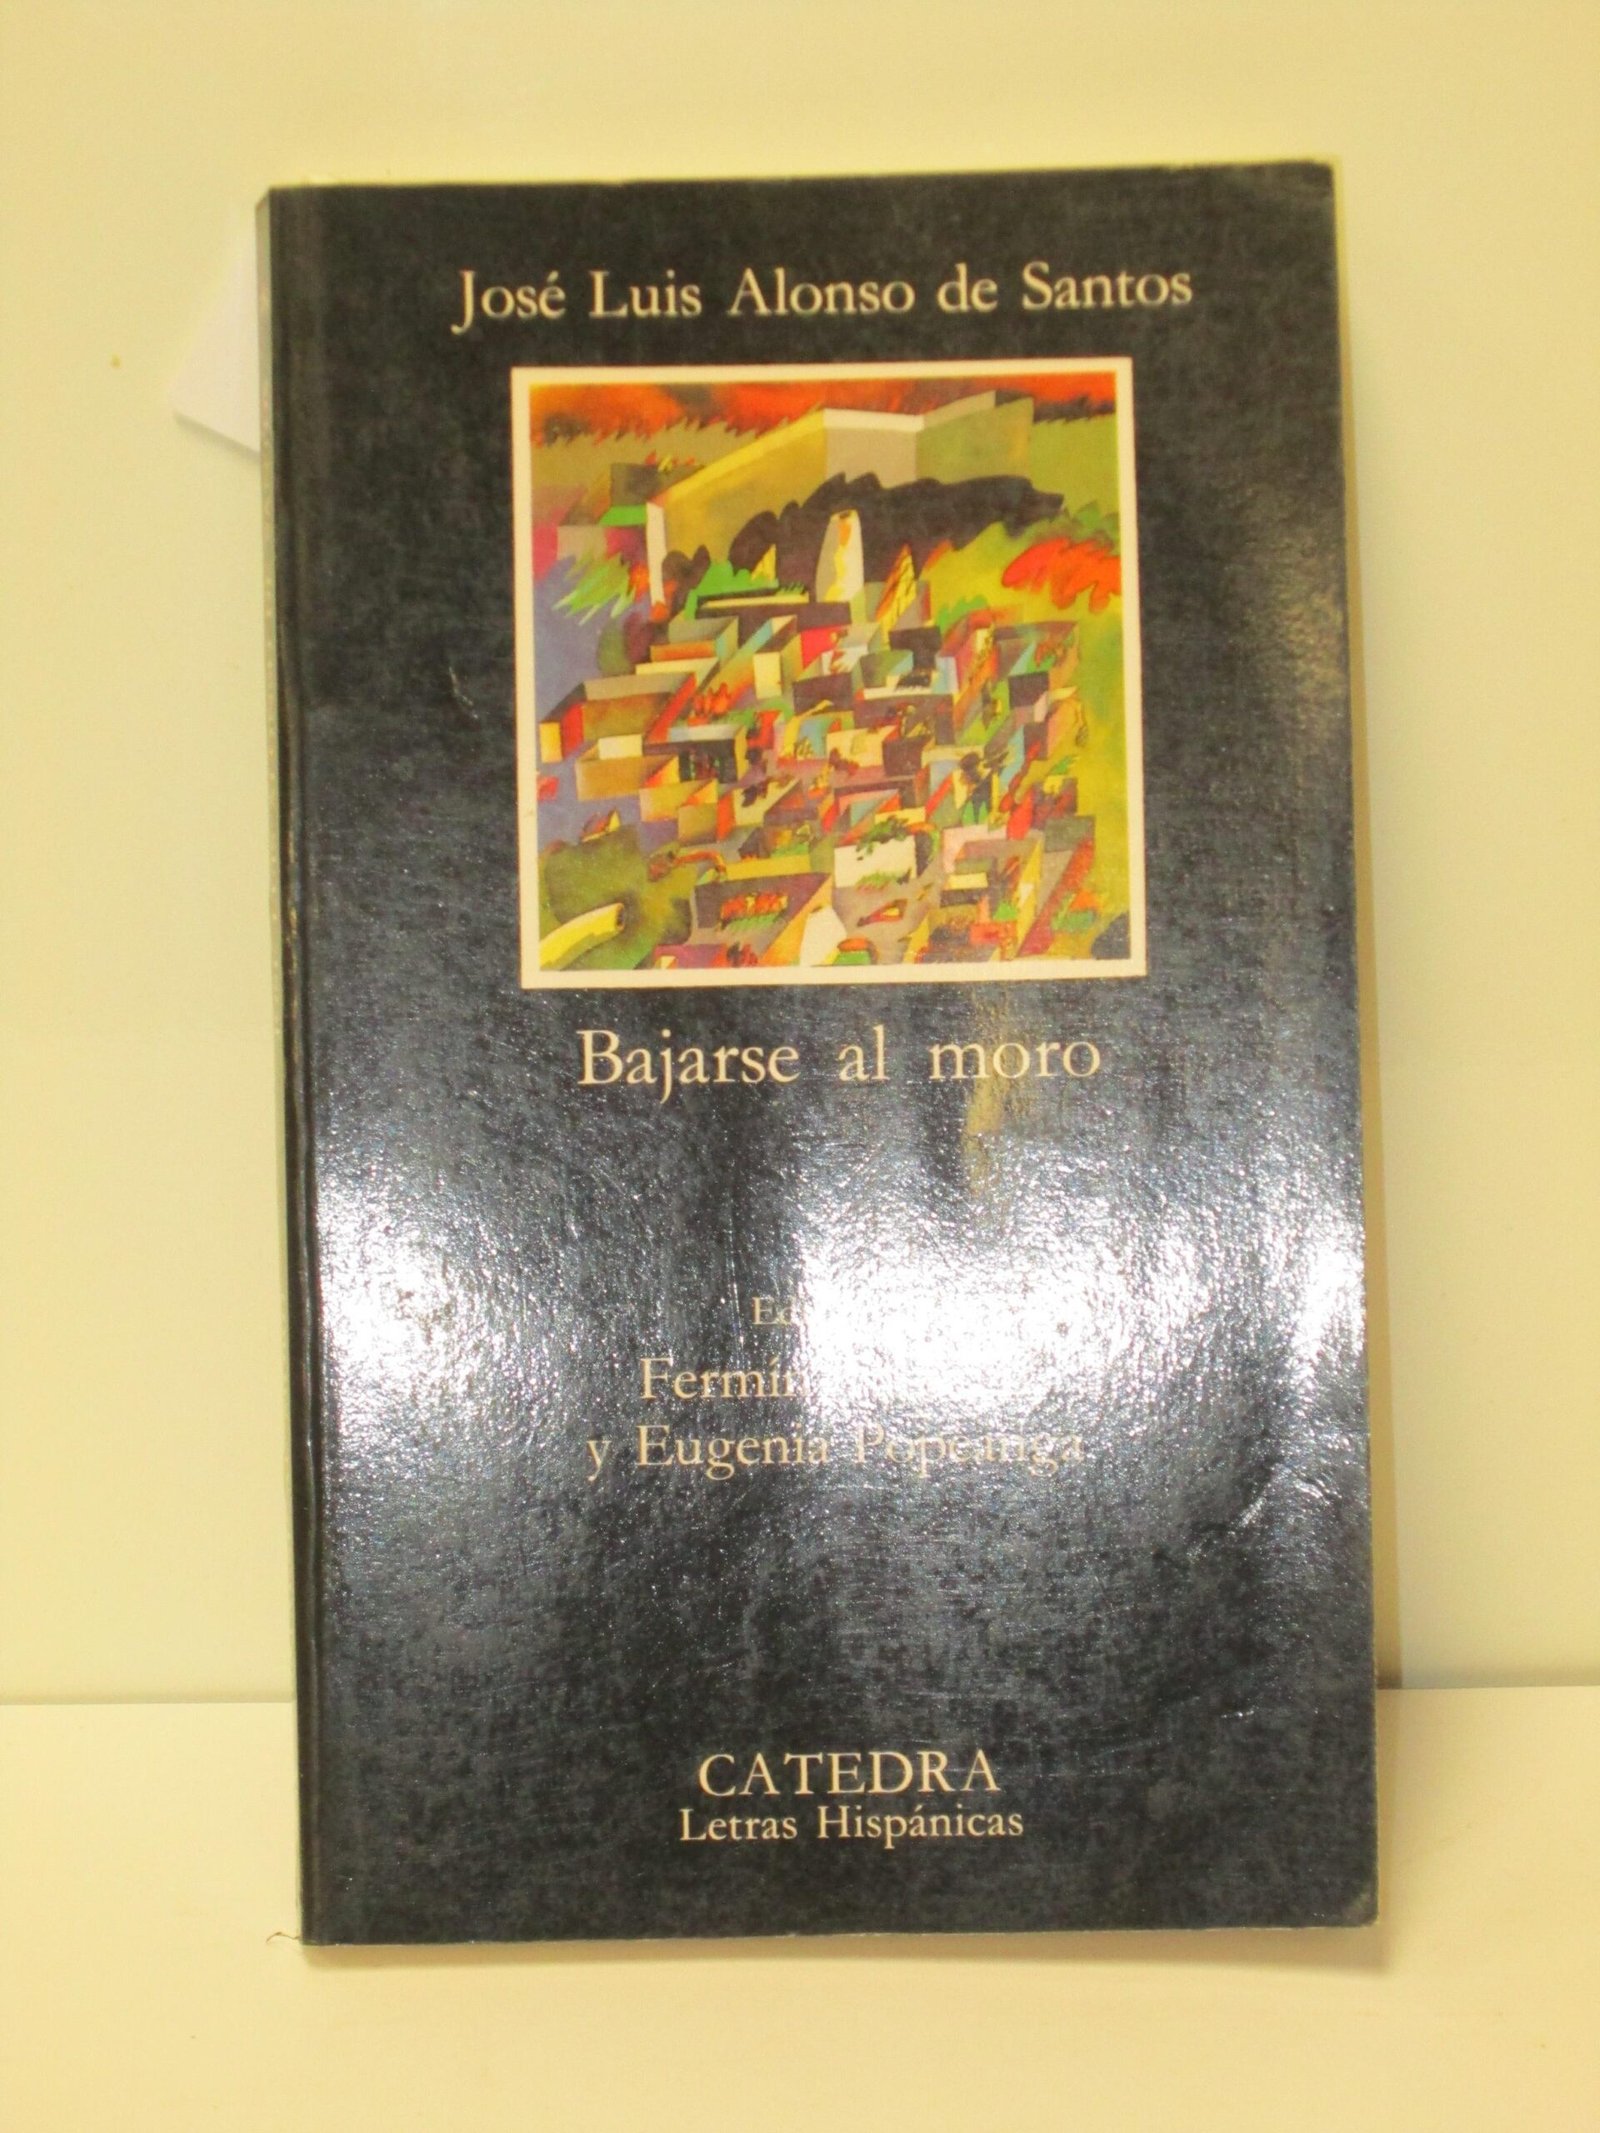 José Luis Alonso de Santos
Bajarse al moro
Fermín
y Eugenia Popeanga
CATEDRA
Letras Hispánicas